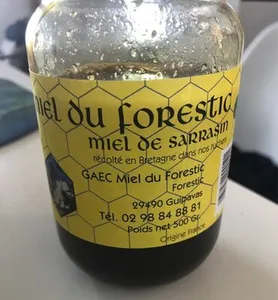 miel du forestic
miel de sarrasin
récolté en Bretagne dans nos ruches
GAEC Miel du Forestic
Forestic
29490 Guipavas
Tél. 02 98 84 88 81
Poids net 500 Gr.
Origine France